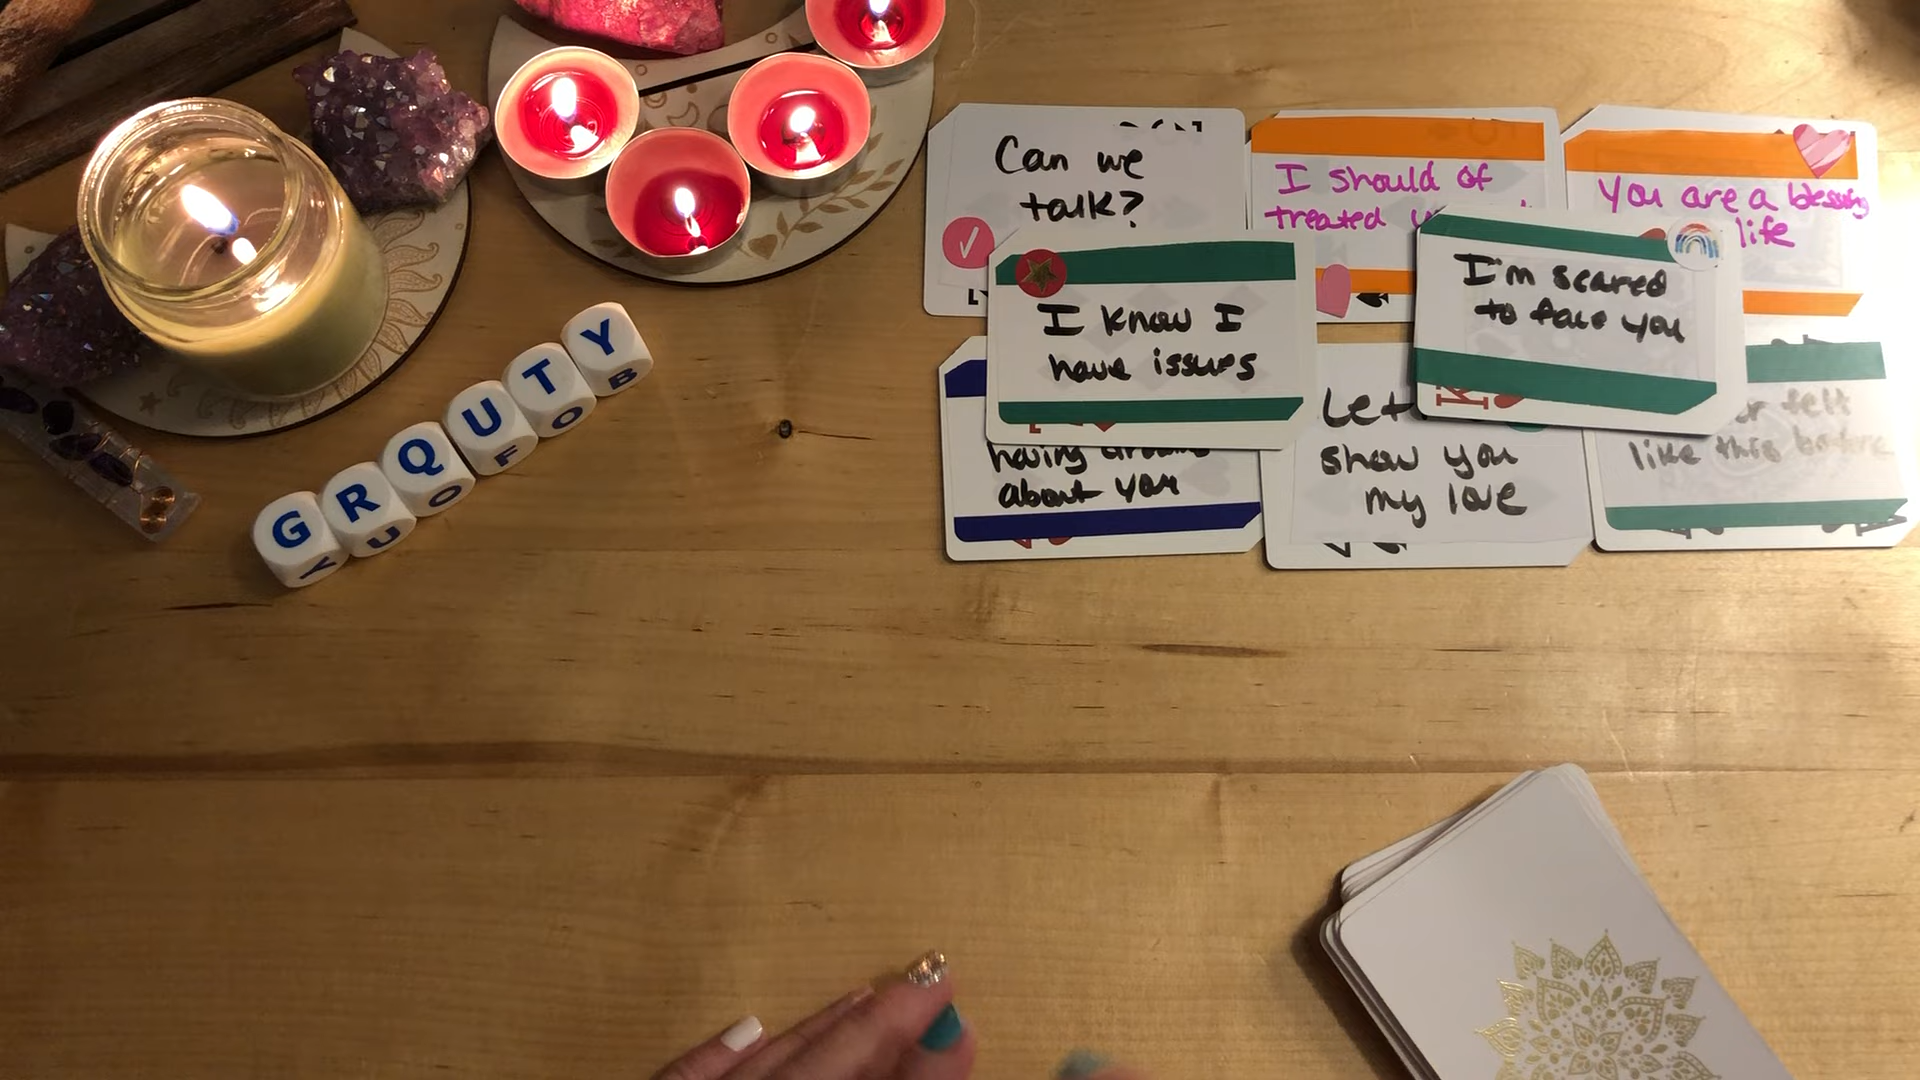 Can we
talk?
I should of
treated
You are a blessing
life
I know I
have issues
I'm scared
to face you
having
about you
Let
show you
my love
felt
like this before
G R Q U T Y
Y U O F O B